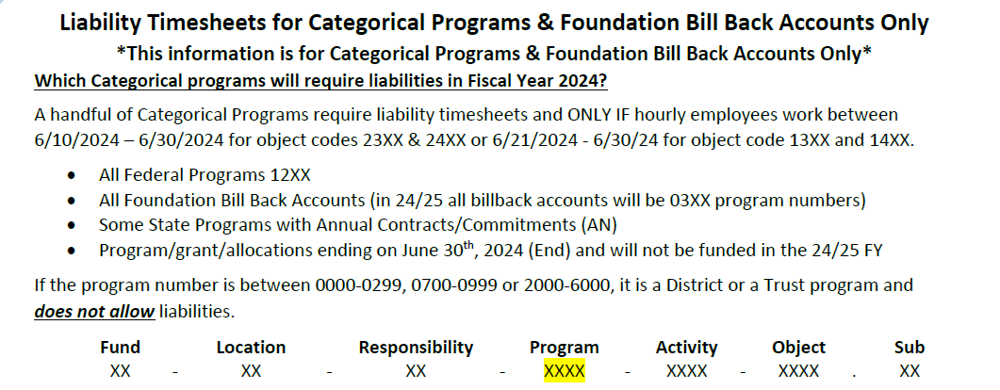 Liability Timesheets for Categorical Programs & Foundation Bill Back Accounts Only
*This information is for Categorical Programs & Foundation Bill Back Accounts Only*
Which Categorical programs will require liabilities in Fiscal Year 2024?
A handful of Categorical Programs require liability timesheets and ONLY IF hourly employees work between
6/10/2024 – 6/30/2024 for object codes 23XX & 24XX or 6/21/2024 - 6/30/24 for object code 13XX and 14XX.
• All Federal Programs 12XX
• All Foundation Bill Back Accounts (in 24/25 all billback accounts will be 03XX program numbers)
• Some State Programs with Annual Contracts/Commitments (AN)
• Program/grant/allocations ending on June 30th, 2024 (End) and will not be funded in the 24/25 FY
If the program number is between 0000-0299, 0700-0999 or 2000-6000, it is a District or a Trust program and
does not allow liabilities.
Fund Location Responsibility Program Activity Object Sub
XX - XX - XX - XXXX - XXXX - XXXX . XX